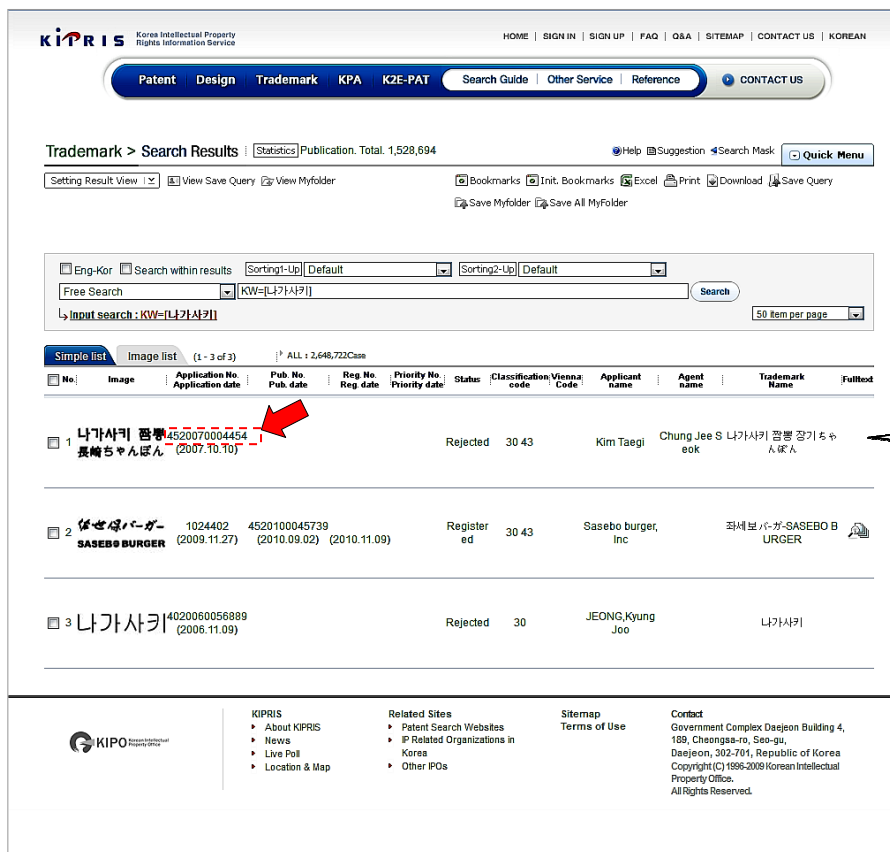 KIPRIS Korea Intellectual Property Rights Information Service
HOME | SIGN IN | SIGN UP | FAQ | Q&A | SITEMAP | CONTACT US | KOREAN
Patent Design Trademark KPA K2E-PAT Search Guide | Other Service | Reference CONTACT US
Trademark > Search Results Statistics Publication. Total. 1,528,694 Help Suggestion Search Mask Quick Menu
Setting Result View View Save Query View Myfolder Bookmarks Init. Bookmarks Excel Print Download Save Query
Save Myfolder Save All MyFolder
Eng-Kor Search within results Sorting1-Up Default Sorting2-Up Default
Free Search KW=[나가사키] Search
Input search : KW=[나가사키] 50 item per page
Simple list Image list (1 - 3 of 3) ALL : 2,648,722Case
No. Image Application No. Application date Pub. No. Pub. date Reg. No. Reg. date Priority No. Priority date Status Classification code Vienna Code Applicant name Agent name Trademark Name Fulltext
1 나가사키 짬뽕 4520070004454 Rejected 30 43 Kim Taegi Chung Jee S 나가사키 짬뽕 장기ちゃ
長崎ちゃんぽん (2007.10.10) eok んぽん
2 佐世保バーガー 1024402 4520100045739 Register 30 43 Sasebo burger, 좌세보バ-ガ-SASEBO B
SASEBO BURGER (2009.11.27) (2010.09.02) (2010.11.09) ed Inc URGER
3 나가사키 4020060056889 Rejected 30 JEONG,Kyung 나가사키
(2006.11.09) Joo
KIPO Korean Intellectual Property Office
KIPRIS
About KIPRIS
News
Live Poll
Location & Map
Related Sites
Patent Search Websites
IP Related Organizations in
Korea
Other IPOs
Sitemap
Terms of Use
Contact
Government Complex Daejeon Building 4,
189, Cheongsa-ro, Seo-gu,
Daejeon, 302-701, Republic of Korea
Copyright (C) 1996-2009 Korean Intellectual
Property Office.
All Rights Reserved.